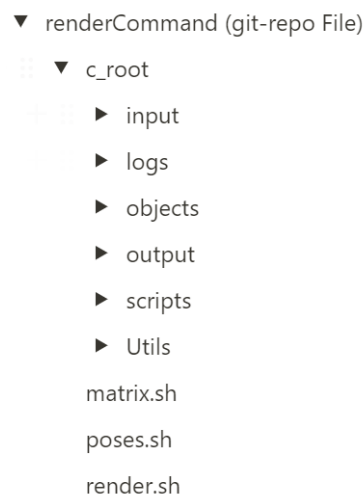 renderCommand (git-repo File)
c_root
input
logs
objects
output
scripts
Utils
matrix.sh
poses.sh
render.sh